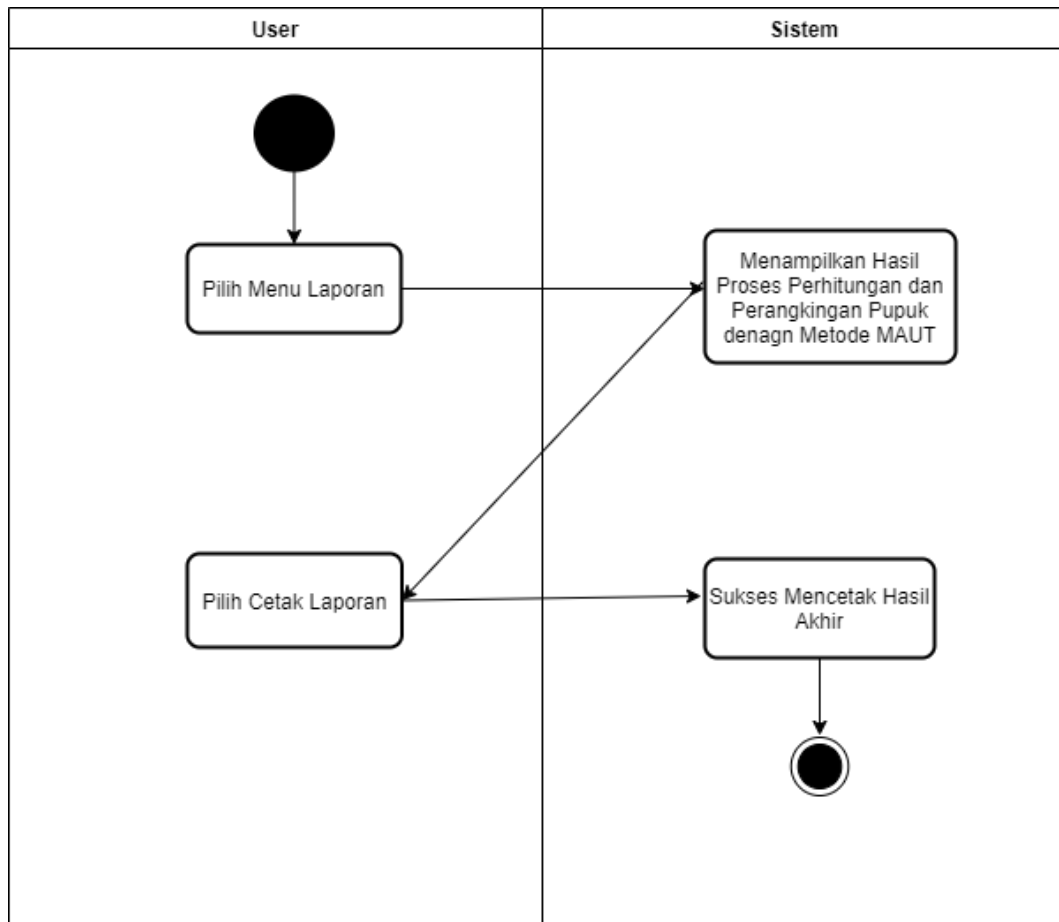 User
Sistem
Pilih Menu Laporan
Menampilkan Hasil
Proses Perhitungan dan
Perangkingan Pupuk
denagn Metode MAUT
Pilih Cetak Laporan
Sukses Mencetak Hasil
Akhir